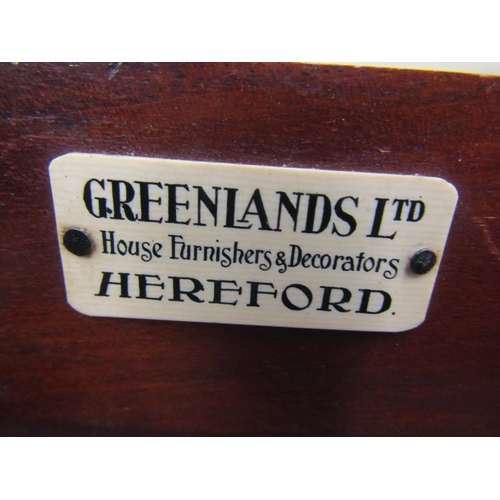 GREENLANDS LTD
House Furnishers & Decorators
HEREFORD.